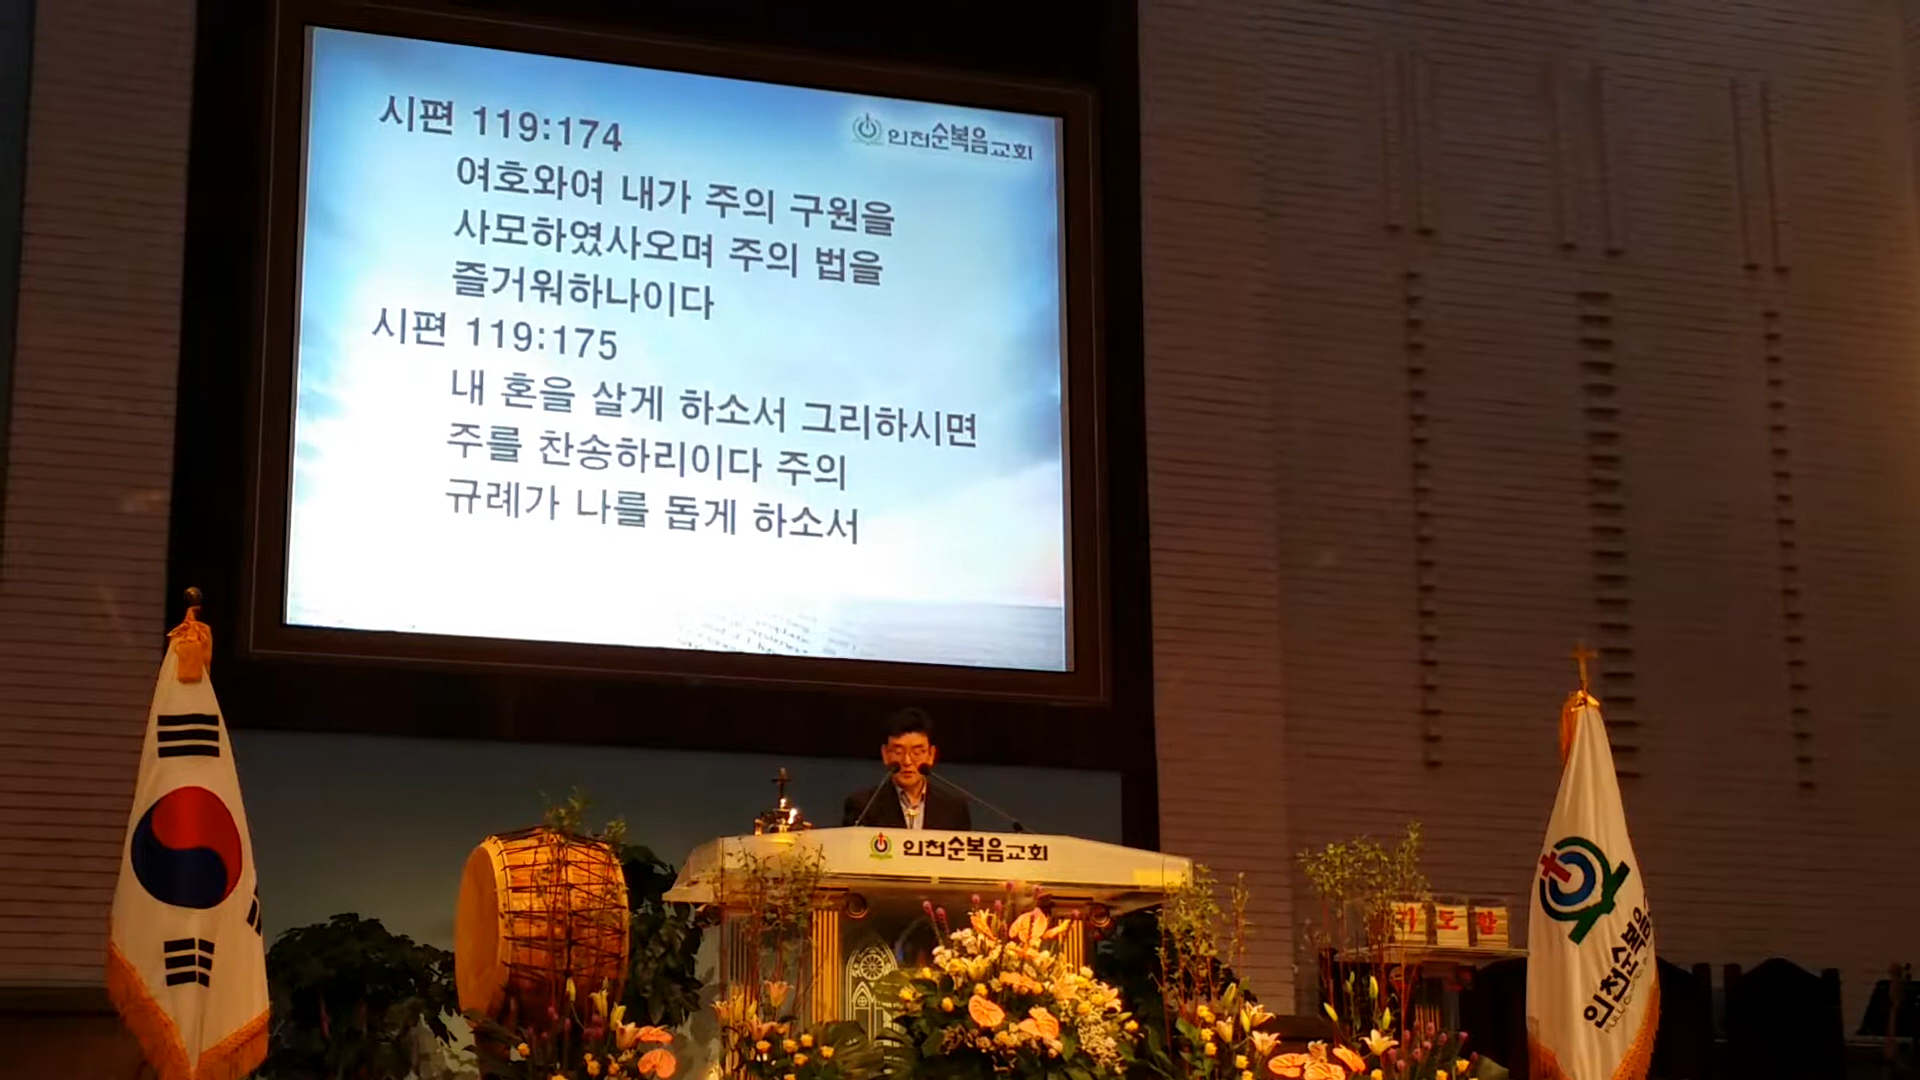 시편 119:174
인천순복음교회
여호와여 내가 주의 구원을
사모하였사오며 주의 법을
즐거워하나이다
시편 119:175
내 혼을 살게 하소서 그리하시면
주를 찬송하리이다 주의
규례가 나를 돕게 하소서
인천순복음교회
기도함
인천순복음